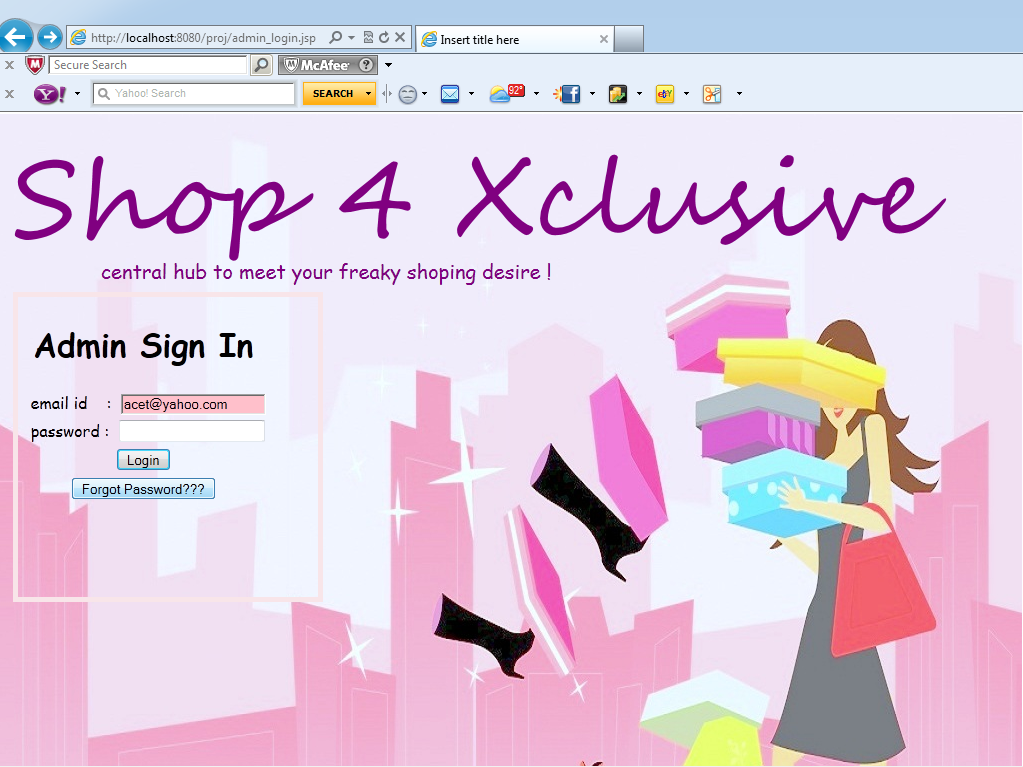 http://localhost:8080/proj/admin_login.jsp
Insert title here
Secure Search
McAfee
Y!
Yahoo! Search
SEARCH
92°
f
ebY
Shop 4 Xclusive
central hub to meet your freaky shoping desire !
Admin Sign In
email id : acet@yahoo.com
password :
Login
Forgot Password???